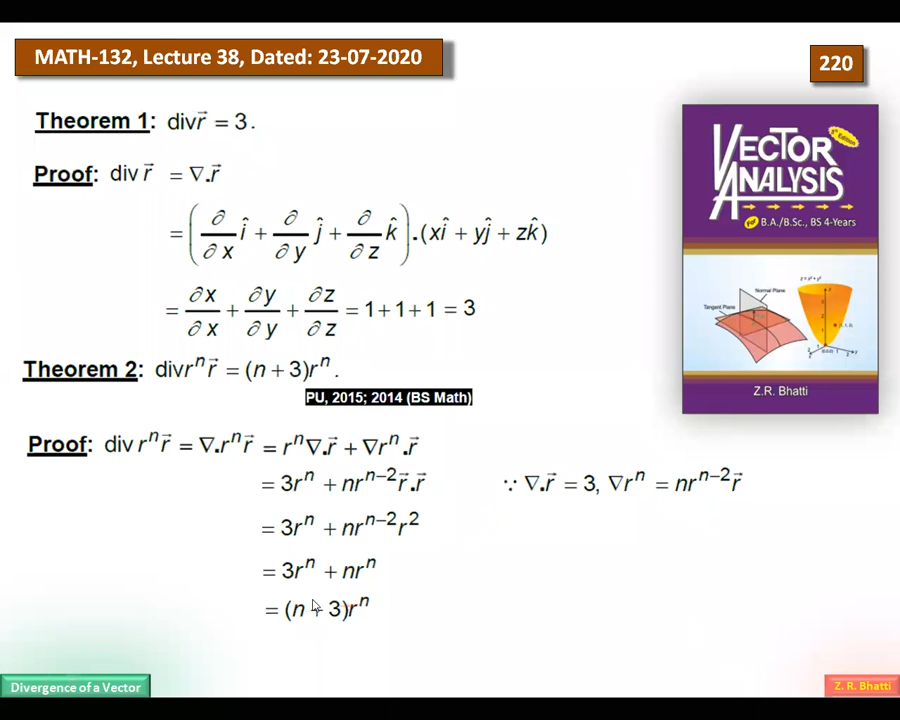 MATH-132, Lecture 38, Dated: 23-07-2020
220
Theorem 1: div r⃗ = 3.
Proof: div r⃗ = ∇.r⃗
= (∂/∂x î + ∂/∂y ĵ + ∂/∂z k̂).(xî + yĵ + zk̂)
= ∂x/∂x + ∂y/∂y + ∂z/∂z = 1+1+1 = 3
Theorem 2: div rⁿr⃗ = (n + 3)rⁿ.
PU, 2015; 2014 (BS Math)
Proof: div rⁿr⃗ = ∇.rⁿr⃗ = rⁿ∇.r⃗ + ∇rⁿ.r⃗
= 3rⁿ + nrⁿ⁻²r⃗.r⃗ ∵ ∇.r⃗ = 3, ∇rⁿ = nrⁿ⁻²r⃗
= 3rⁿ + nrⁿ⁻²r²
= 3rⁿ + nrⁿ
= (n + 3)rⁿ
VECTOR
ANALYSIS
For B.A./B.Sc., BS 4-Years
Normal Plane
Tangent Plane
Z.R. Bhatti
Divergence of a Vector
Z. R. Bhatti